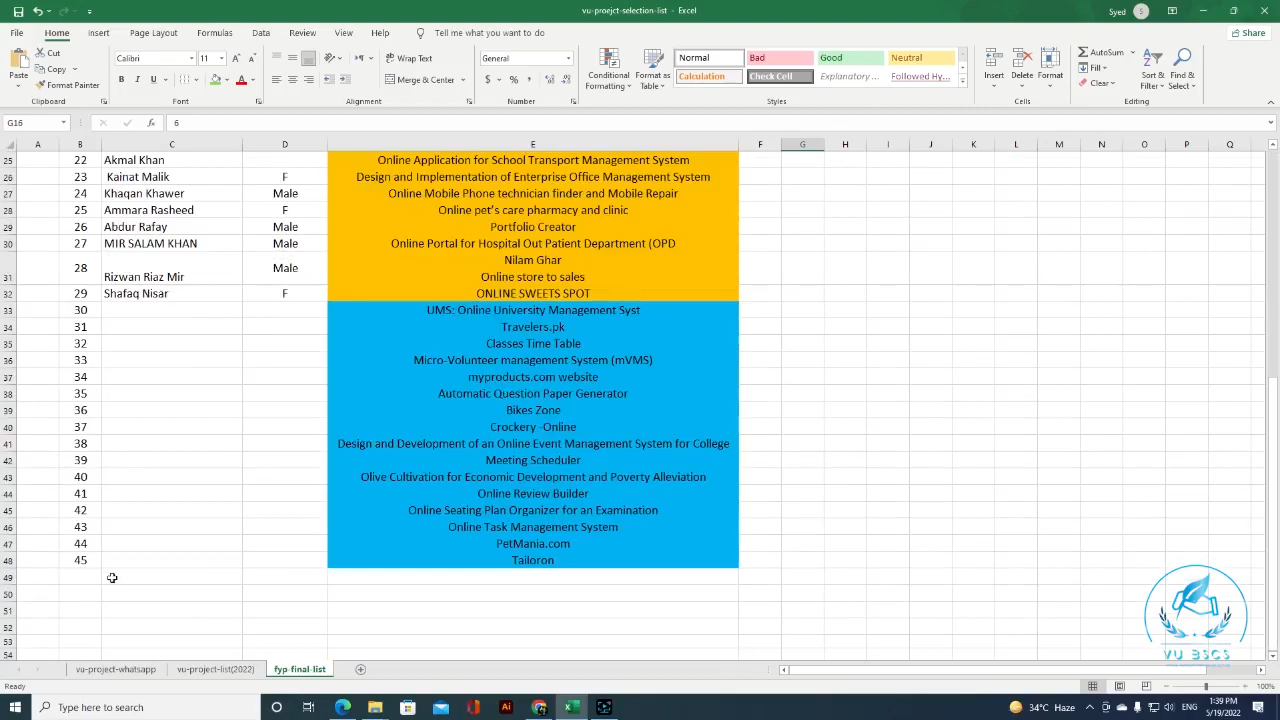 vu-projevt-list - Excel
Sayed
S
File
Home
Insert
Page Layout
Formulas
Data
Review
View
Help
Tell me what you want to do
Share
Paste
Cut
Copy
Format Painter
Clipboard
Calibri
11
B I U
Font
Wrap Text
Merge & Center
Alignment
General
$ % ,
Number
Conditional Formatting
Format as Table
Normal
Bad
Good
Neutral
Calculation
Check Cell
Explanatory ...
Followed Hy...
Styles
Insert
Delete
Format
Cells
AutoSum
Fill
Clear
Sort & Filter
Find & Select
Editing
G16
fx
6
A B C D E F G H I J K L M N O P Q
25 22 Akmal Khan Online Application for School Transport Management System
26 23 Kainat Malik F Design and Implementation of Enterprise Office Management System
27 24 Khaqan Khawer Male Online Mobile Phone technician finder and Mobile Repair
28 25 Ammara Rasheed F Online pet's care pharmacy and clinic
29 26 Abdur Rafay Male Portfolio Creator
30 27 MIR SALAM KHAN Male Online Portal for Hospital Out Patient Department (OPD
Nilam Ghar
28 Male
31 Rizwan Riaz Mir Online store to sales
32 29 Shafaq Nisar F ONLINE SWEETS SPOT
33 30 UMS: Online University Management Syst
34 31 Travelers.pk
35 32 Classes Time Table
36 33 Micro-Volunteer management System (mVMS)
37 34 myproducts.com website
38 35 Automatic Question Paper Generator
39 36 Bikes Zone
40 37 Crockery -Online
41 38 Design and Development of an Online Event Management System for College
42 39 Meeting Scheduler
43 40 Olive Cultivation for Economic Development and Poverty Alleviation
44 41 Online Review Builder
45 42 Online Seating Plan Organizer for an Examination
46 43 Online Task Management System
47 44 PetMania.com
48 45 Tailoron
49
50
51
52
53
54
VU BSCS
vu-project-whatsapp
vu-project-list(2022)
fyp-final-list
Ready
100%
Type here to search
Ai
34°C Haze
1:39 PM
5/19/2022